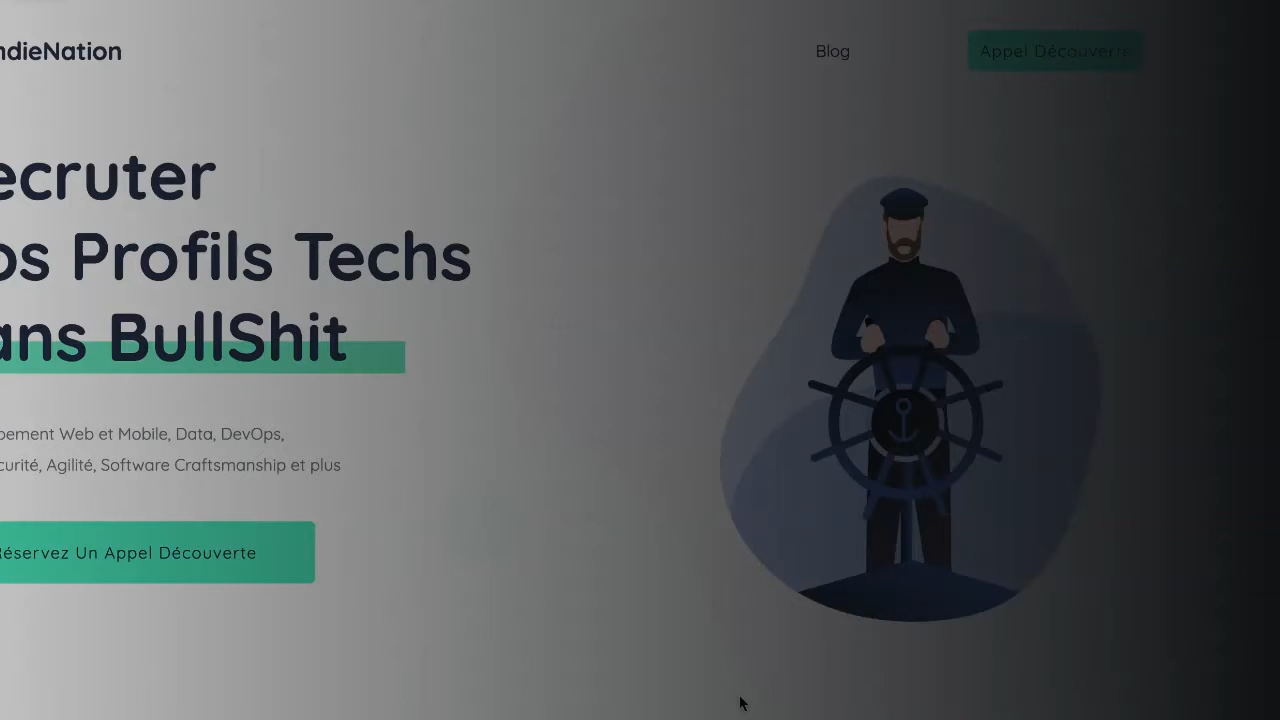 ndieNation
Blog
Appel Découverte
ecruter
os Profils Techs
ans BullShit
pement Web et Mobile, Data, DevOps,
curité, Agilité, Software Craftsmanship et plus
Réservez Un Appel Découverte